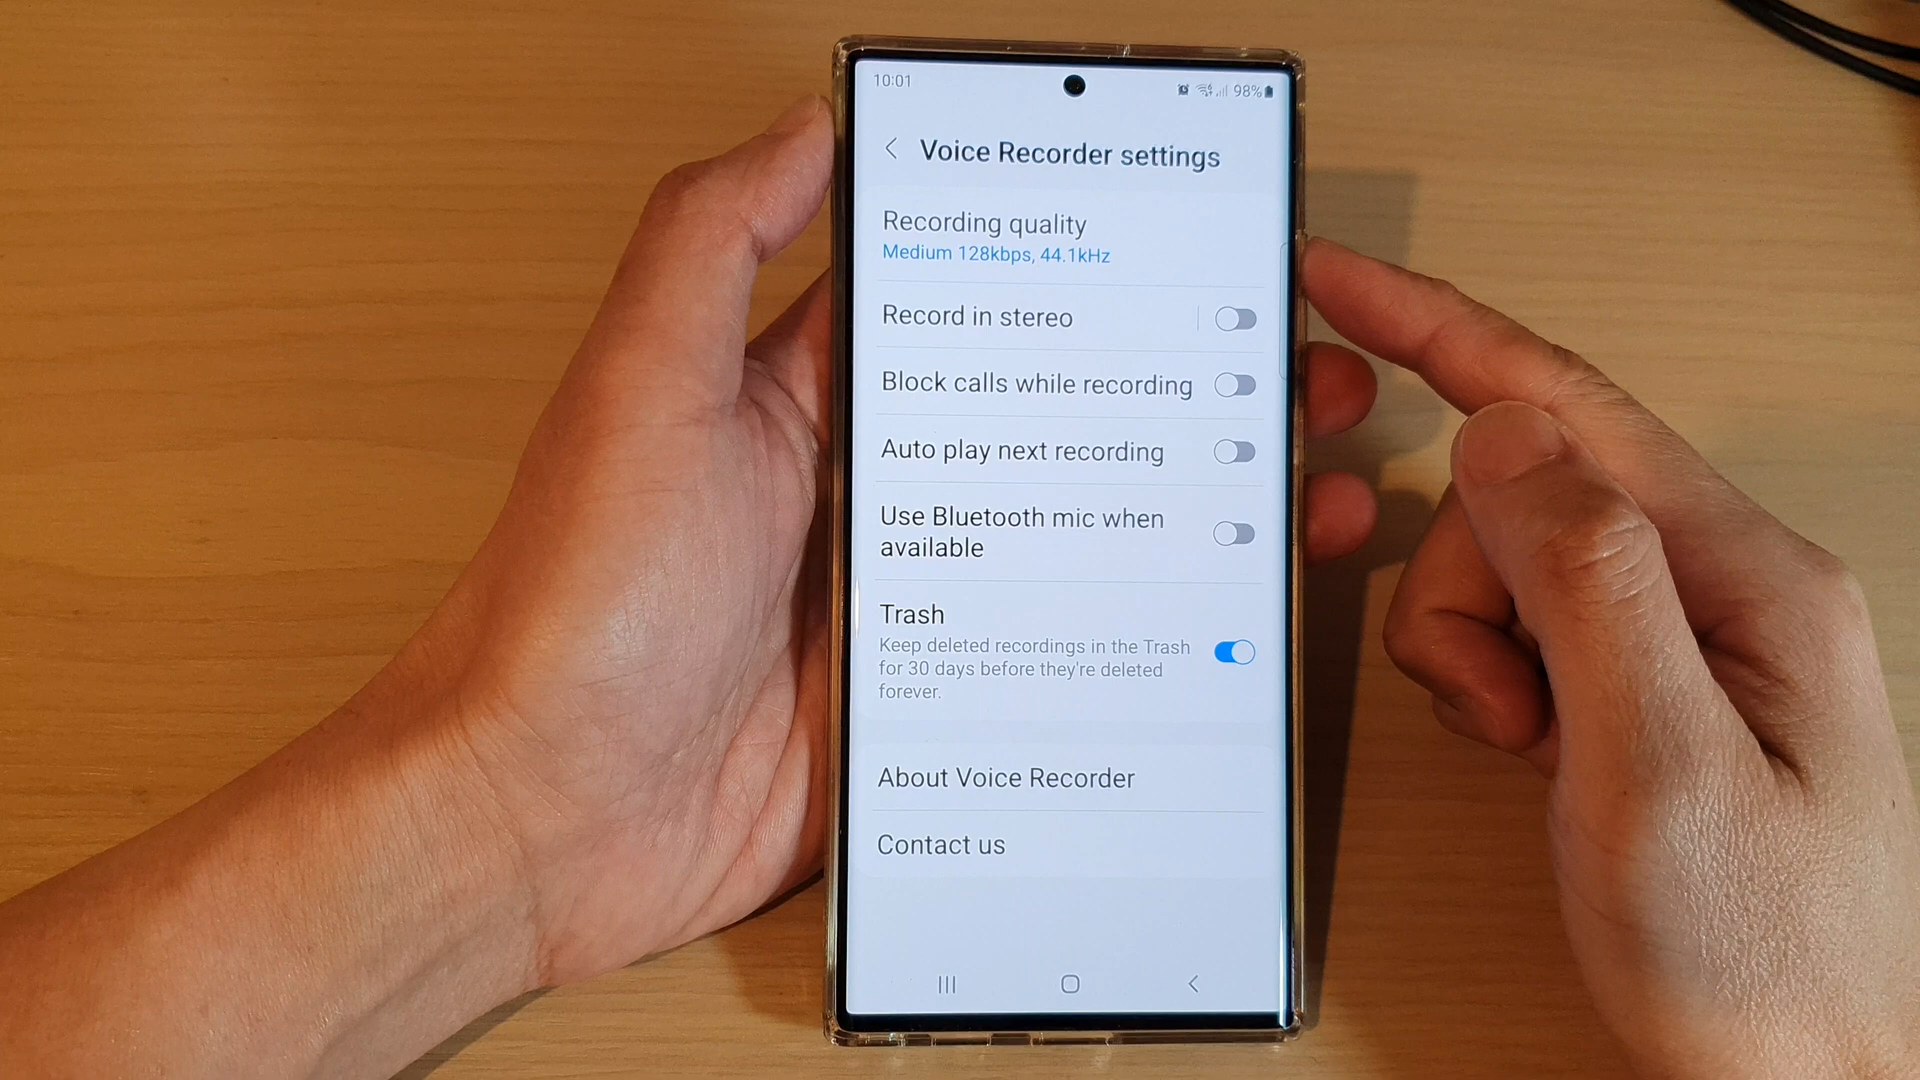 10:01
98%
Voice Recorder settings
Recording quality
Medium 128kbps, 44.1kHz
Record in stereo
Block calls while recording
Auto play next recording
Use Bluetooth mic when
available
Trash
Keep deleted recordings in the Trash
for 30 days before they're deleted
forever.
About Voice Recorder
Contact us